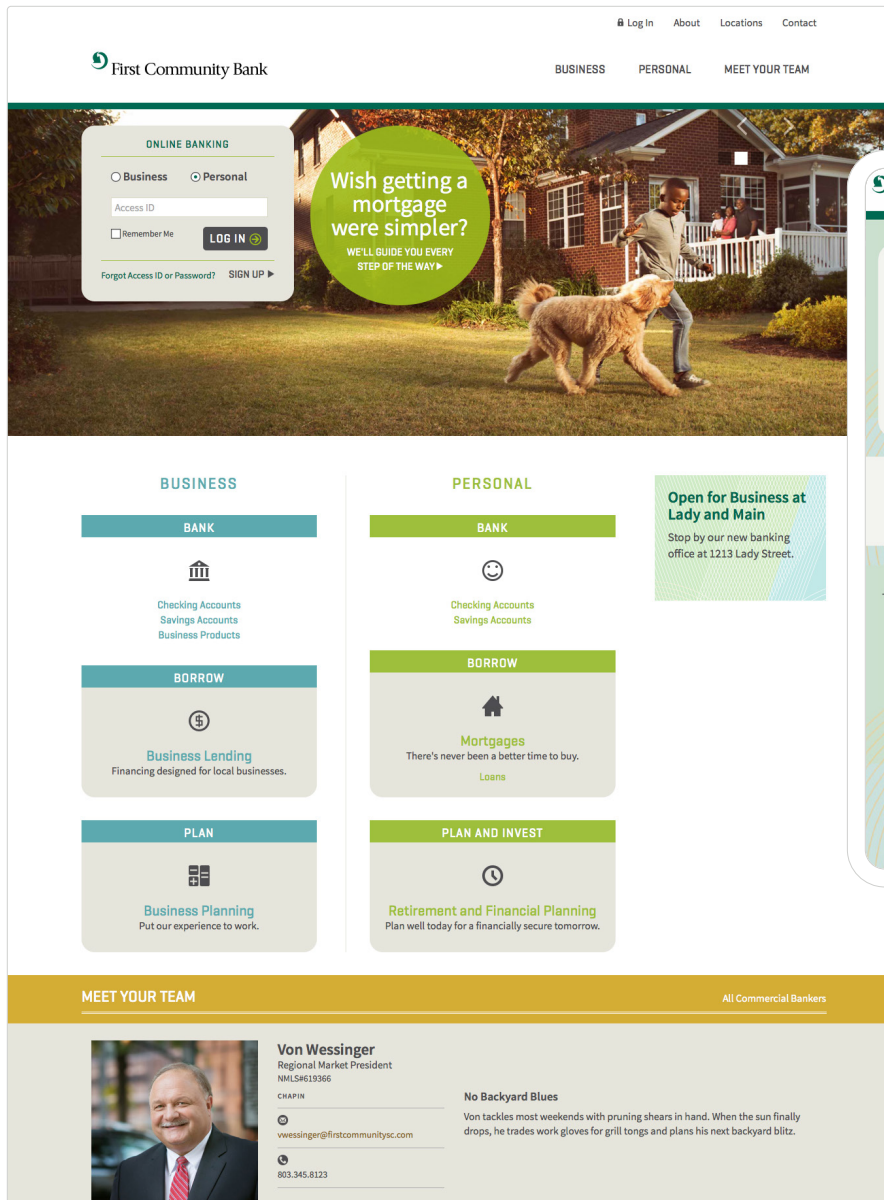 Log In About Locations Contact
First Community Bank
BUSINESS PERSONAL MEET YOUR TEAM
ONLINE BANKING
Business Personal
Access ID
Remember Me
LOG IN
Forgot Access ID or Password? SIGN UP
Wish getting a
mortgage
were simpler?
WE'LL GUIDE YOU EVERY
STEP OF THE WAY
BUSINESS
BANK
Checking Accounts
Savings Accounts
Business Products
BORROW
Business Lending
Financing designed for local businesses.
PLAN
Business Planning
Put our experience to work.
PERSONAL
BANK
Checking Accounts
Savings Accounts
BORROW
Mortgages
There's never been a better time to buy.
Loans
PLAN AND INVEST
Retirement and Financial Planning
Plan well today for a financially secure tomorrow.
Open for Business at
Lady and Main
Stop by our new banking
office at 1213 Lady Street.
MEET YOUR TEAM
All Commercial Bankers
Von Wessinger
Regional Market President
NMLS#619366
CHAPIN
vwessinger@firstcommunitysc.com
803.345.8123
No Backyard Blues
Von tackles most weekends with pruning shears in hand. When the sun finally
drops, he trades work gloves for grill tongs and plans his next backyard blitz.